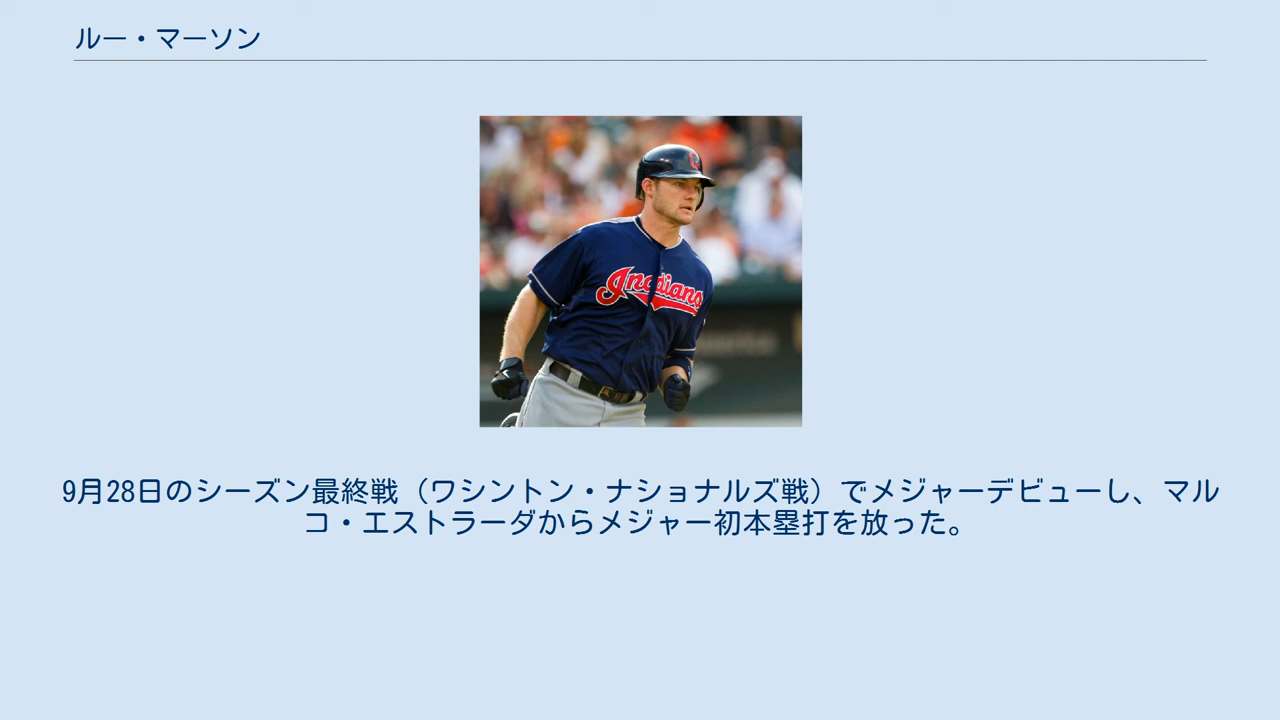 ルー・マーソン
Indians
9月28日のシーズン最終戦（ワシントン・ナショナルズ戦）でメジャーデビューし、マル
コ・エストラーダからメジャー初本塁打を放った。